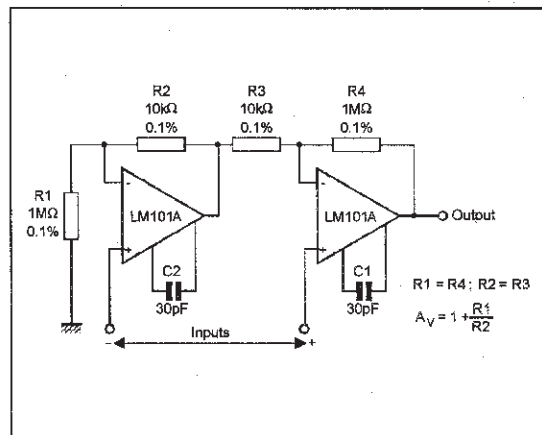 R2
10kΩ
0.1%
R3
10kΩ
0.1%
R4
1MΩ
0.1%
R1
1MΩ
0.1%
-
LM101A
+
-
LM101A
+
Output
C2
30pF
C1
30pF
R1 = R4; R2 = R3
A_V = 1 + R1/R2
- Inputs +